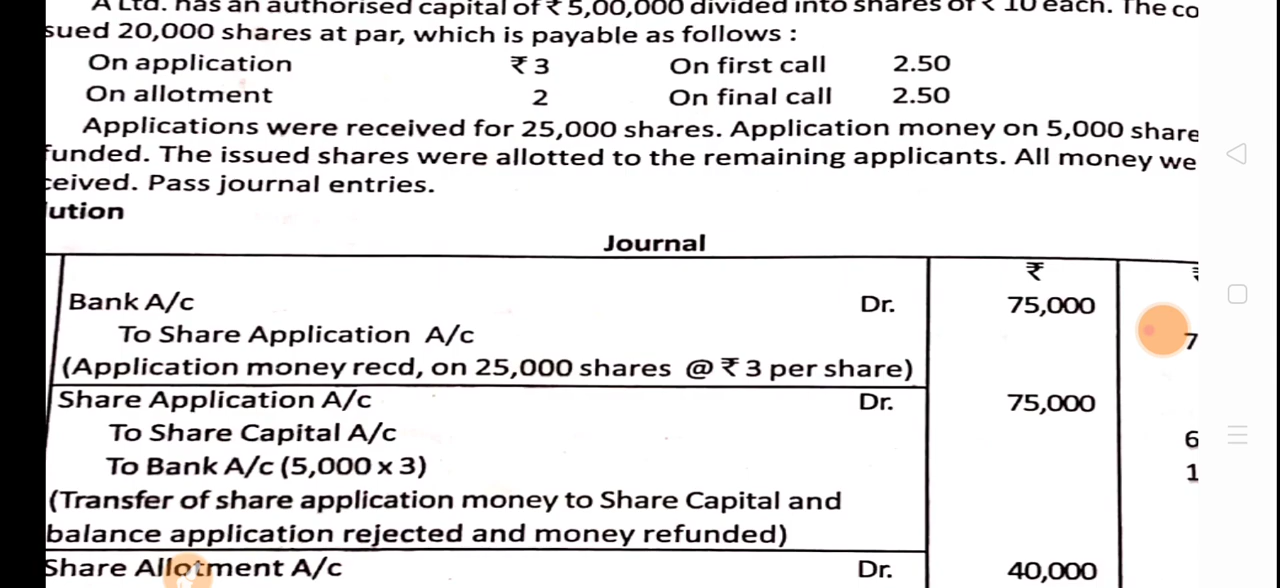 A Ltd. has an authorised capital of ₹ 5,00,000 divided into shares of ₹ 10 each. The co
sued 20,000 shares at par, which is payable as follows :
On application ₹ 3 On first call 2.50
On allotment 2 On final call 2.50
Applications were received for 25,000 shares. Application money on 5,000 share
funded. The issued shares were allotted to the remaining applicants. All money we
ceived. Pass journal entries.
ution
Journal
₹
Bank A/c Dr. 75,000
To Share Application A/c 7
(Application money recd, on 25,000 shares @ ₹ 3 per share)
Share Application A/c Dr. 75,000
To Share Capital A/c 6
To Bank A/c (5,000 x 3) 1
(Transfer of share application money to Share Capital and
balance application rejected and money refunded)
Share Allotment A/c Dr. 40,000